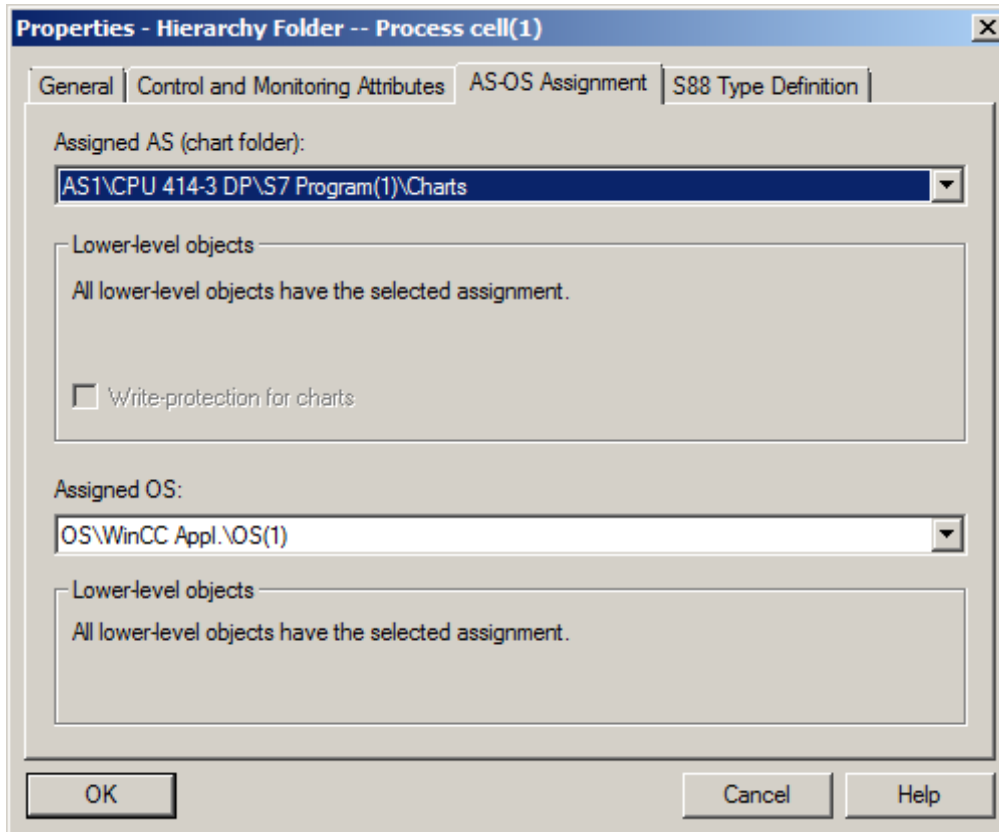 Properties - Hierarchy Folder -- Process cell(1)
General
Control and Monitoring Attributes
AS-OS Assignment
S88 Type Definition
Assigned AS (chart folder):
AS1\CPU 414-3 DP\S7 Program(1)\Charts
Lower-level objects
All lower-level objects have the selected assignment.
Write-protection for charts
Assigned OS:
OS\WinCC Appl.\OS(1)
Lower-level objects
All lower-level objects have the selected assignment.
OK
Cancel
Help